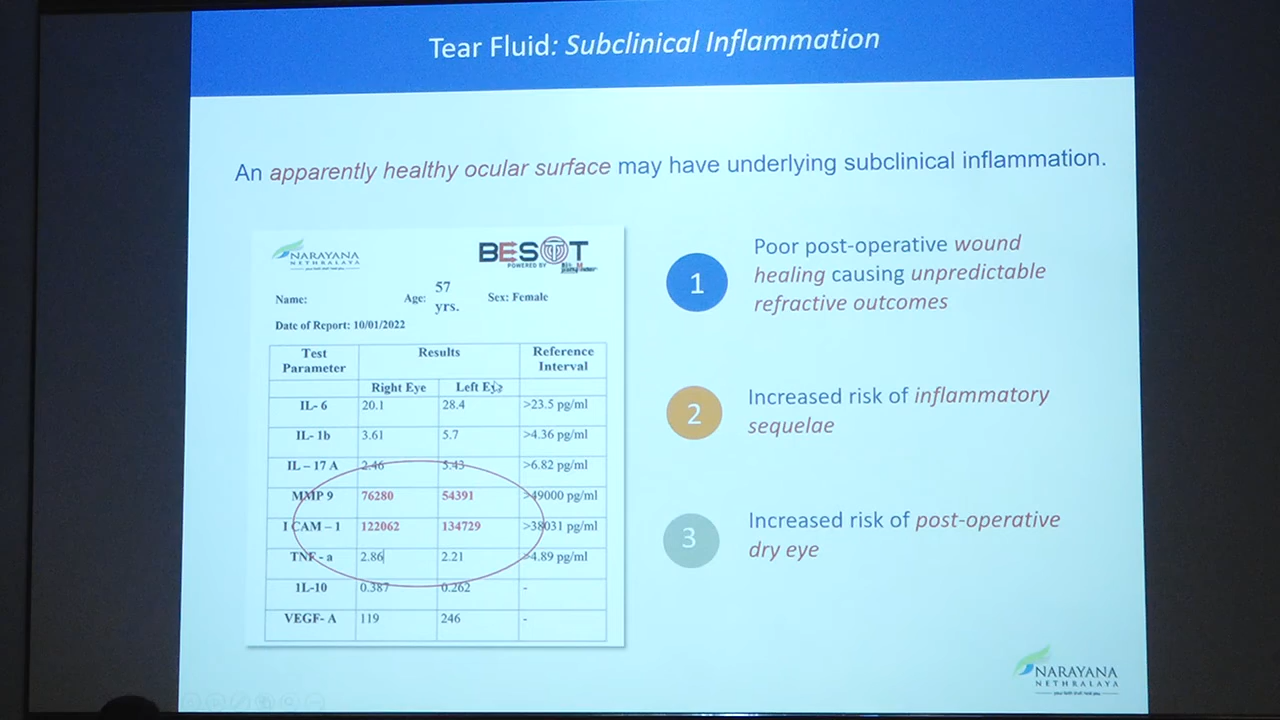 Tear Fluid: Subclinical Inflammation
An apparently healthy ocular surface may have underlying subclinical inflammation.
NARAYANA
NETHRALAYA
BESOT
POWERED BY
Name:
Age: 57 yrs.
Sex: Female
Date of Report: 10/01/2022
Test Parameter Results Reference Interval
Right Eye Left Eye
IL- 6 20.1 28.4 >23.5 pg/ml
IL- 1b 3.61 5.7 >4.36 pg/ml
IL – 17 A 2.46 5.43 >6.82 pg/ml
MMP 9 76280 54391 >49000 pg/ml
I CAM – 1 122062 134729 >38031 pg/ml
TNF - a 2.86 2.21 >4.89 pg/ml
1L-10 0.387 0.262 -
VEGF- A 119 246 -
1
Poor post-operative wound
healing causing unpredictable
refractive outcomes
2
Increased risk of inflammatory
sequelae
3
Increased risk of post-operative
dry eye
NARAYANA
NETHRALAYA